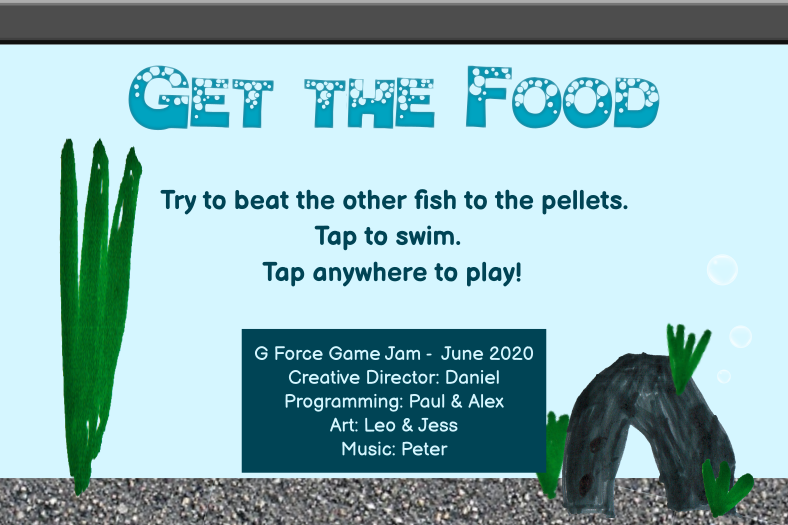 Get the Food
Try to beat the other fish to the pellets.
Tap to swim.
Tap anywhere to play!
G Force Game Jam - June 2020
Creative Director: Daniel
Programming: Paul & Alex
Art: Leo & Jess
Music: Peter